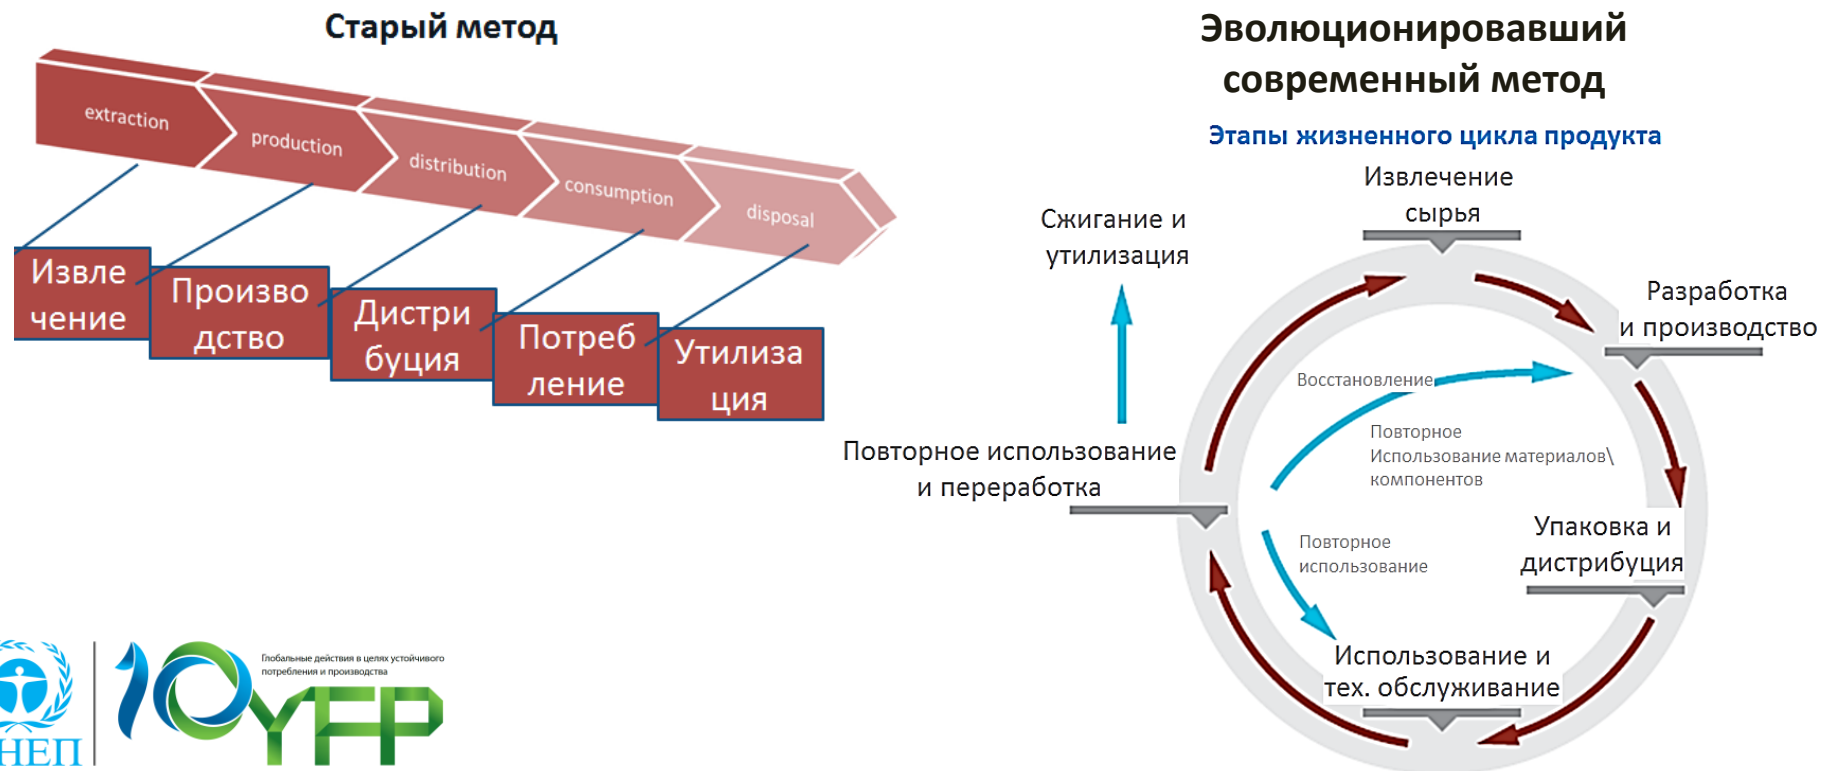 Старый метод
extraction
production
distribution
consumption
disposal
Извле
чение
Произво
дство
Дистри
буция
Потреб
ление
Утилиза
ция
Эволюционировавший
современный метод
Этапы жизненного цикла продукта
Извлечение
сырья
Сжигание и
утилизация
Разработка
и производство
Восстановление
Повторное
Использование материалов\
компонентов
Повторное использование
и переработка
Упаковка и
дистрибуция
Повторное
использование
Использование и
тех. обслуживание
НЕП
10YFP
Глобальные действия в целях устойчивого
потребления и производства